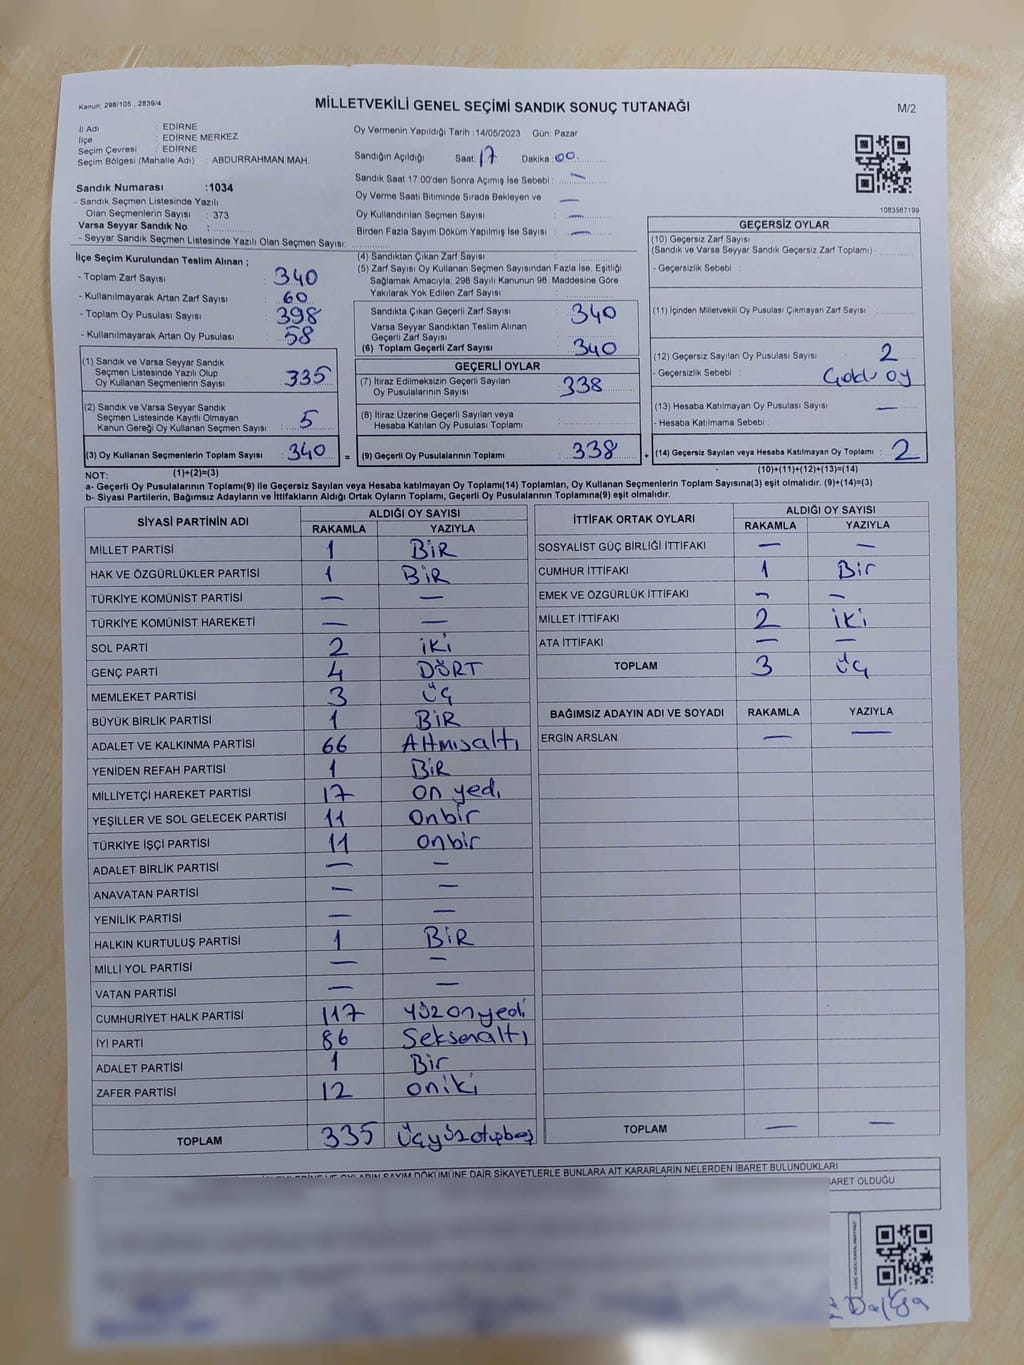 Kanun: 298/105 , 2839/4
MİLLETVEKİLİ GENEL SEÇİMİ SANDIK SONUÇ TUTANAĞI
M/2
İl Adı : EDİRNE
İlçe : EDİRNE MERKEZ
Seçim Çevresi : EDİRNE
Seçim Bölgesi (Mahalle Adı) : ABDURRAHMAN MAH.
Sandık Numarası :1034
- Sandık Seçmen Listesinde Yazılı
Olan Seçmenlerin Sayısı : 373
Varsa Seyyar Sandık No :
- Seyyar Sandık Seçmen Listesinde Yazılı Olan Seçmen Sayısı:
Oy Vermenin Yapıldığı Tarih : 14/05/2023 Gün: Pazar
Sandığın Açıldığı Saat: 17 Dakika 00
Sandık Saat 17:00'den Sonra Açımış İse Sebebi : —
Oy Verme Saati Bitiminde Sırada Bekleyen ve —
Oy Kullandırılan Seçmen Sayısı : —
Birden Fazla Sayım Döküm Yapılmış İse Sayısı : —
1083567199
İlçe Seçim Kurulundan Teslim Alınan ;
- Toplam Zarf Sayısı : 340
- Kullanılmayarak Artan Zarf Sayısı : 60
- Toplam Oy Pusulası Sayısı : 398
- Kullanılmayarak Artan Oy Pusulası : 58
(1) Sandık ve Varsa Seyyar Sandık
Seçmen Listesinde Yazılı Olup
Oy Kullanan Seçmenlerin Sayısı : 335
(2) Sandık ve Varsa Seyyar Sandık
Seçmen Listesinde Kayıtlı Olmayan
Kanun Gereği Oy Kullanan Seçmen Sayısı : 5
(3) Oy Kullanan Seçmenlerin Toplam Sayısı : 340
(4) Sandıktan Çıkan Zarf Sayısı :
(5) Zarf Sayısı Oy Kullanan Seçmen Sayısından Fazla İse, Eşitliği
Sağlamak Amacıyla, 298 Sayılı Kanunun 98. Maddesine Göre
Yakılarak Yok Edilen Zarf Sayısı :
Sandıkta Çıkan Geçerli Zarf Sayısı : 340
Varsa Seyyar Sandıktan Teslim Alınan
Geçerli Zarf Sayısı :
(6) Toplam Geçerli Zarf Sayısı : 340
GEÇERLİ OYLAR
(7) İtiraz Edilmeksizin Geçerli Sayılan
Oy Pusulalarının Sayısı : 338
(8) İtiraz Üzerine Geçerli Sayılan veya
Hesaba Katılan Oy Pusulası Toplamı :
= (9) Geçerli Oy Pusulalarının Toplamı : 338 +
GEÇERSİZ OYLAR
(10) Geçersiz Zarf Sayısı
(Sandık ve Varsa Seyyar Sandık Geçersiz Zarf Toplamı) :
- Geçersizlik Sebebi :
(11) İçinden Milletvekili Oy Pusulası Çıkmayan Zarf Sayısı :
(12) Geçersiz Sayılan Oy Pusulası Sayısı : 2
- Geçersizlik Sebebi :
(13) Hesaba Katılmayan Oy Pusulası Sayısı : —
- Hesaba Katılmama Sebebi :
(14) Geçersiz Sayılan veya Hesaba Katılmayan Oy Toplamı : 2
NOT: (1)+(2)=(3)
(10)+(11)+(12)+(13)=(14)
a- Geçerli Oy Pusulalarının Toplamı(9) ile Geçersiz Sayılan veya Hesaba katılmayan Oy Toplamı(14) Toplamları, Oy Kullanan Seçmenlerin Toplam Sayısına(3) eşit olmalıdır. (9)+(14)=(3)
b- Siyasi Partilerin, Bağımsız Adayların ve İttifakların Aldığı Ortak Oyların Toplamı, Geçerli Oy Pusulalarının Toplamına(9) eşit olmalıdır.
SİYASİ PARTİNİN ADI
ALDIĞI OY SAYISI
RAKAMLA YAZIYLA
MİLLET PARTİSİ 1 BİR
HAK VE ÖZGÜRLÜKLER PARTİSİ 1 BİR
TÜRKİYE KOMÜNİST PARTİSİ — —
TÜRKİYE KOMÜNİST HAREKETİ — —
SOL PARTİ 2 İKİ
GENÇ PARTİ 4 DÖRT
MEMLEKET PARTİSİ 3 ÜÇ
BÜYÜK BİRLİK PARTİSİ 1 BİR
ADALET VE KALKINMA PARTİSİ 66 Altmışaltı
YENİDEN REFAH PARTİSİ 1 BİR
MİLLİYETÇİ HAREKET PARTİSİ 17 on yedi
YEŞİLLER VE SOL GELECEK PARTİSİ 11 Onbir
TÜRKİYE İŞÇİ PARTİSİ 11 onbir
ADALET BİRLİK PARTİSİ — —
ANAVATAN PARTİSİ — —
YENİLİK PARTİSİ — —
HALKIN KURTULUŞ PARTİSİ 1 BİR
MİLLİ YOL PARTİSİ — —
VATAN PARTİSİ — —
CUMHURİYET HALK PARTİSİ 117 Yüzonyedi
İYİ PARTİ 86 Seksenaltı
ADALET PARTİSİ 1 Bir
ZAFER PARTİSİ 12 oniki
TOPLAM 335 üçyüzotuzbeş
İTTİFAK ORTAK OYLARI
ALDIĞI OY SAYISI
RAKAMLA YAZIYLA
SOSYALİST GÜÇ BİRLİĞİ İTTİFAKI — —
CUMHUR İTTİFAKI 1 Bir
EMEK VE ÖZGÜRLÜK İTTİFAKI — —
MİLLET İTTİFAKI 2 iki
ATA İTTİFAKI — —
TOPLAM 3 üç
BAĞIMSIZ ADAYIN ADI VE SOYADI RAKAMLA YAZIYLA
ERGİN ARSLAN — —
TOPLAM — —
OYLARIN SAYIM DÖKÜMÜNE DAİR ŞİKAYETLERLE BUNLARA AİT KARARLARIN NELERDEN İBARET BULUNDUKLARI
İBARET OLDUĞU